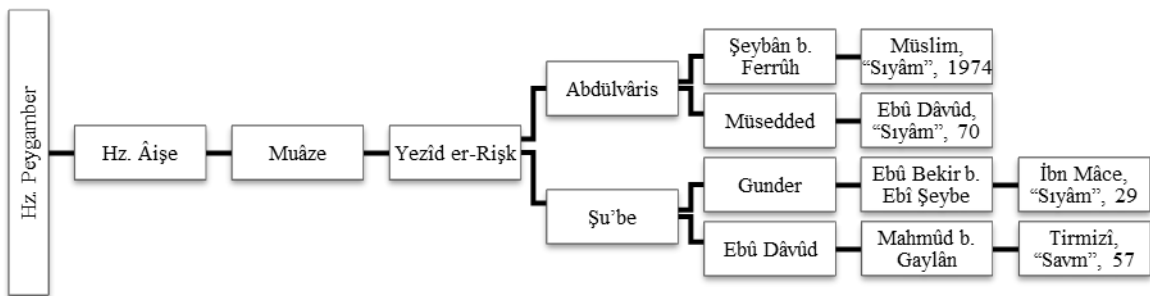 Hz. Peygamber
Hz. Âişe
Muâze
Yezîd er-Rişk
Abdülvâris
Şeybân b.
Ferrûh
Müslim,
“Sıyâm”, 1974
Müsedded
Ebû Dâvûd,
“Sıyâm”, 70
Şu’be
Gunder
Ebû Bekir b.
Ebî Şeybe
İbn Mâce,
“Sıyâm”, 29
Ebû Dâvûd
Mahmûd b.
Gaylân
Tirmizî,
“Savm”, 57